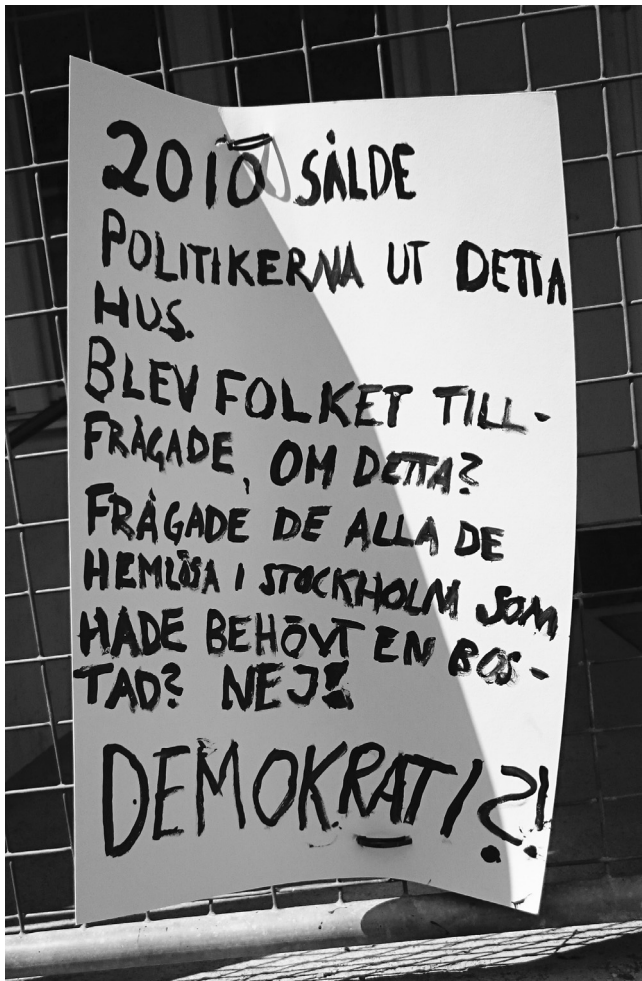 2010 SÅLDE
POLITIKERNA UT DETTA
HUS.
BLEV FOLKET TILL-
FRÅGADE, OM DETTA?
FRÅGADE DE ALLA DE
HEMLÖSA I STOCKHOLM SOM
HADE BEHÖVT EN BOS-
TAD? NEJ!
DEMOKRATI?!